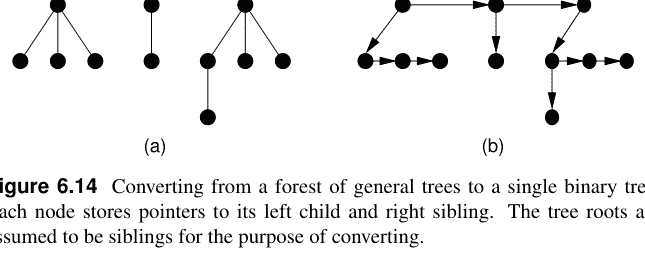 (a) (b)
igure 6.14 Converting from a forest of general trees to a single binary tre
ach node stores pointers to its left child and right sibling. The tree roots a
ssumed to be siblings for the purpose of converting.